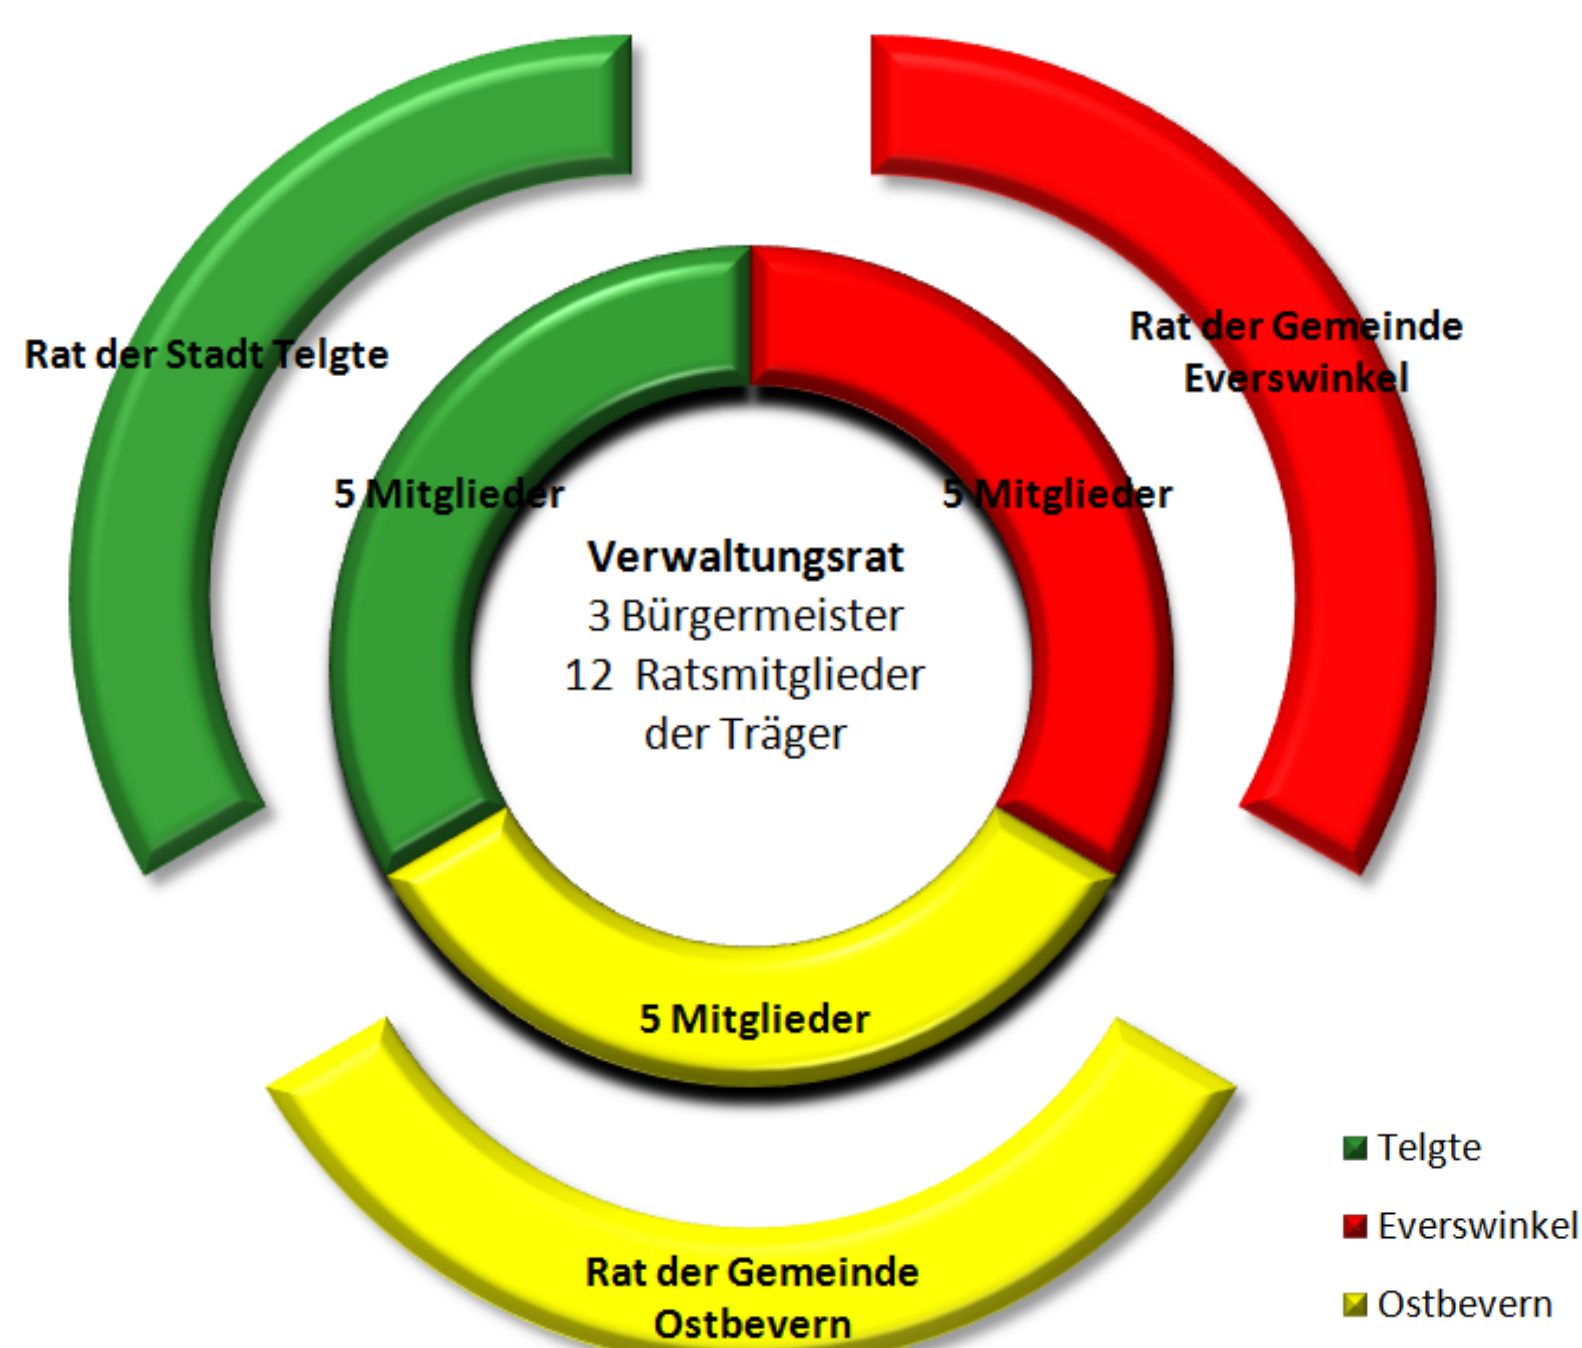 Rat der Stadt Telgte
Rat der Gemeinde
Everswinkel
5 Mitglieder
5 Mitglieder
Verwaltungsrat
3 Bürgermeister
12 Ratsmitglieder
der Träger
5 Mitglieder
Rat der Gemeinde
Ostbevern
Telgte
Everswinkel
Ostbevern